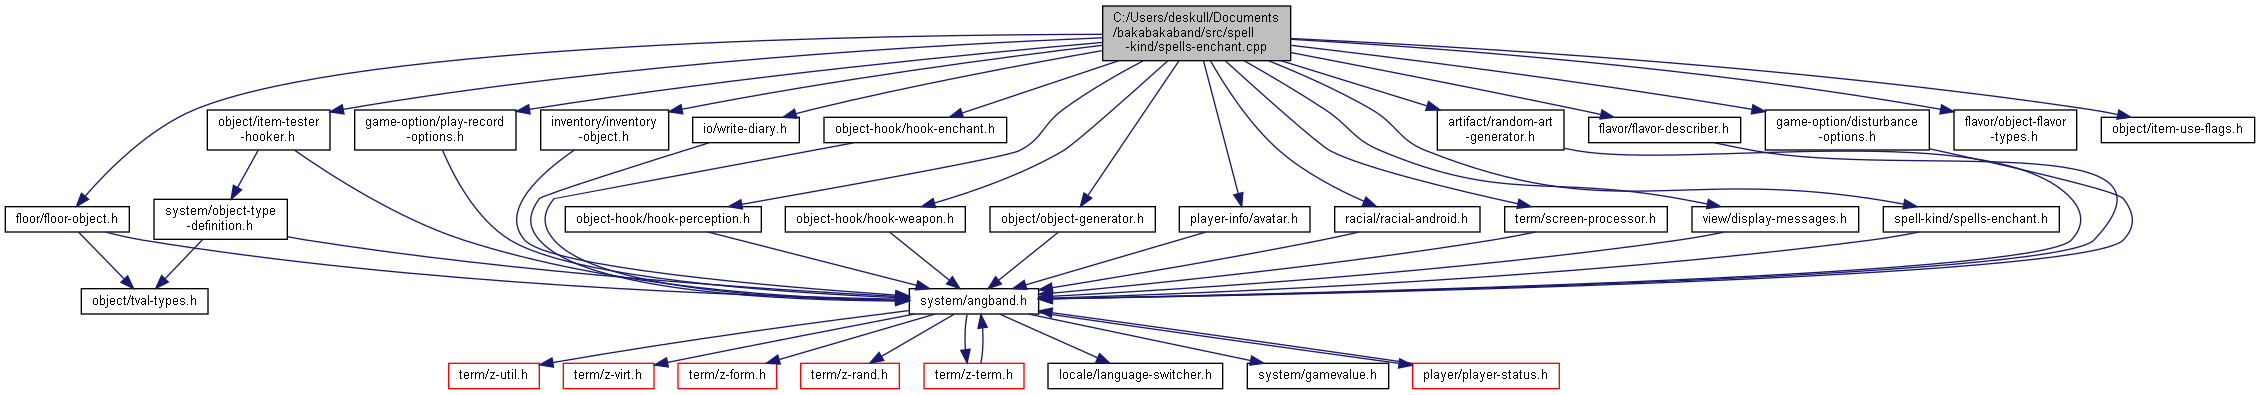 C:/Users/deskull/Documents
/bakabakaband/src/spell
-kind/spells-enchant.cpp
object/item-tester
-hooker.h
game-option/play-record
-options.h
inventory/inventory
-object.h
io/write-diary.h
object-hook/hook-enchant.h
artifact/random-art
-generator.h
flavor/flavor-describer.h
game-option/disturbance
-options.h
flavor/object-flavor
-types.h
object/item-use-flags.h
floor/floor-object.h
system/object-type
-definition.h
object-hook/hook-perception.h
object-hook/hook-weapon.h
object/object-generator.h
player-info/avatar.h
racial/racial-android.h
term/screen-processor.h
view/display-messages.h
spell-kind/spells-enchant.h
object/tval-types.h
system/angband.h
term/z-util.h
term/z-virt.h
term/z-form.h
term/z-rand.h
term/z-term.h
locale/language-switcher.h
system/gamevalue.h
player/player-status.h